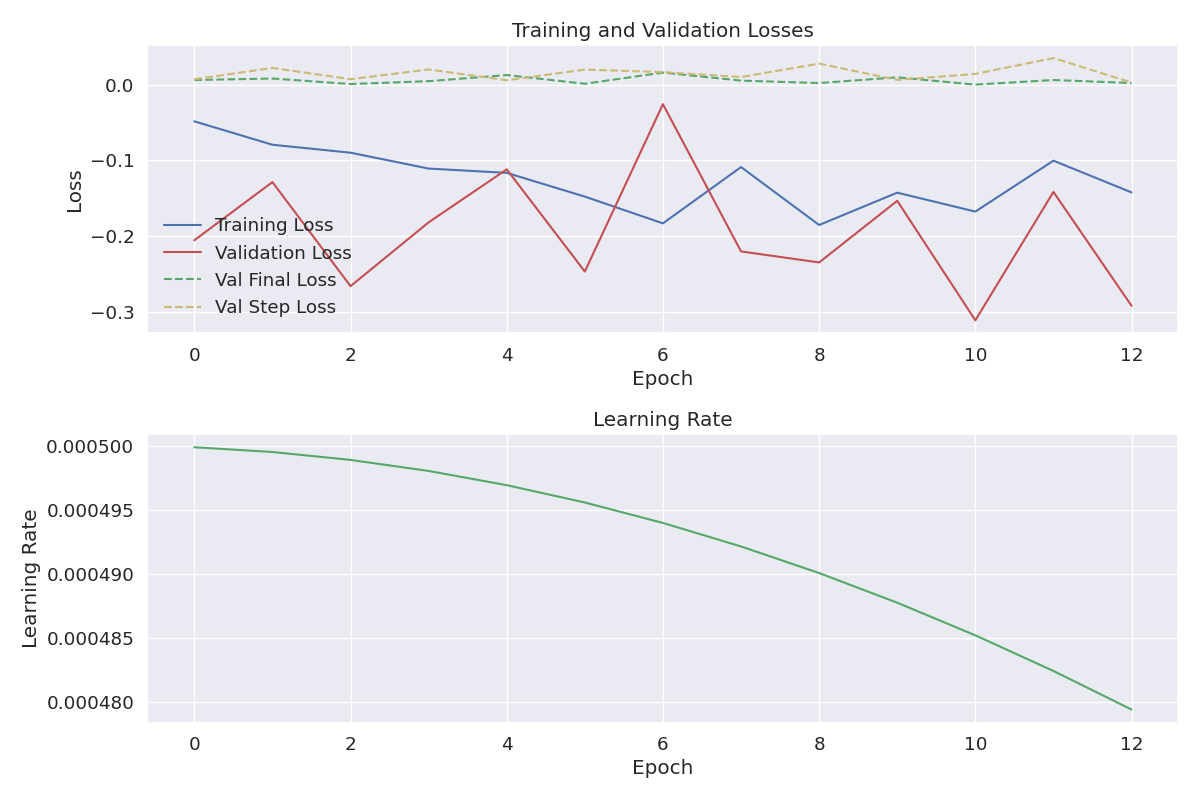 Training and Validation Losses
Loss
0.0
−0.1
−0.2
−0.3
Training Loss
Validation Loss
Val Final Loss
Val Step Loss
0 2 4 6 8 10 12
Epoch
Learning Rate
Learning Rate
0.000500
0.000495
0.000490
0.000485
0.000480
0 2 4 6 8 10 12
Epoch